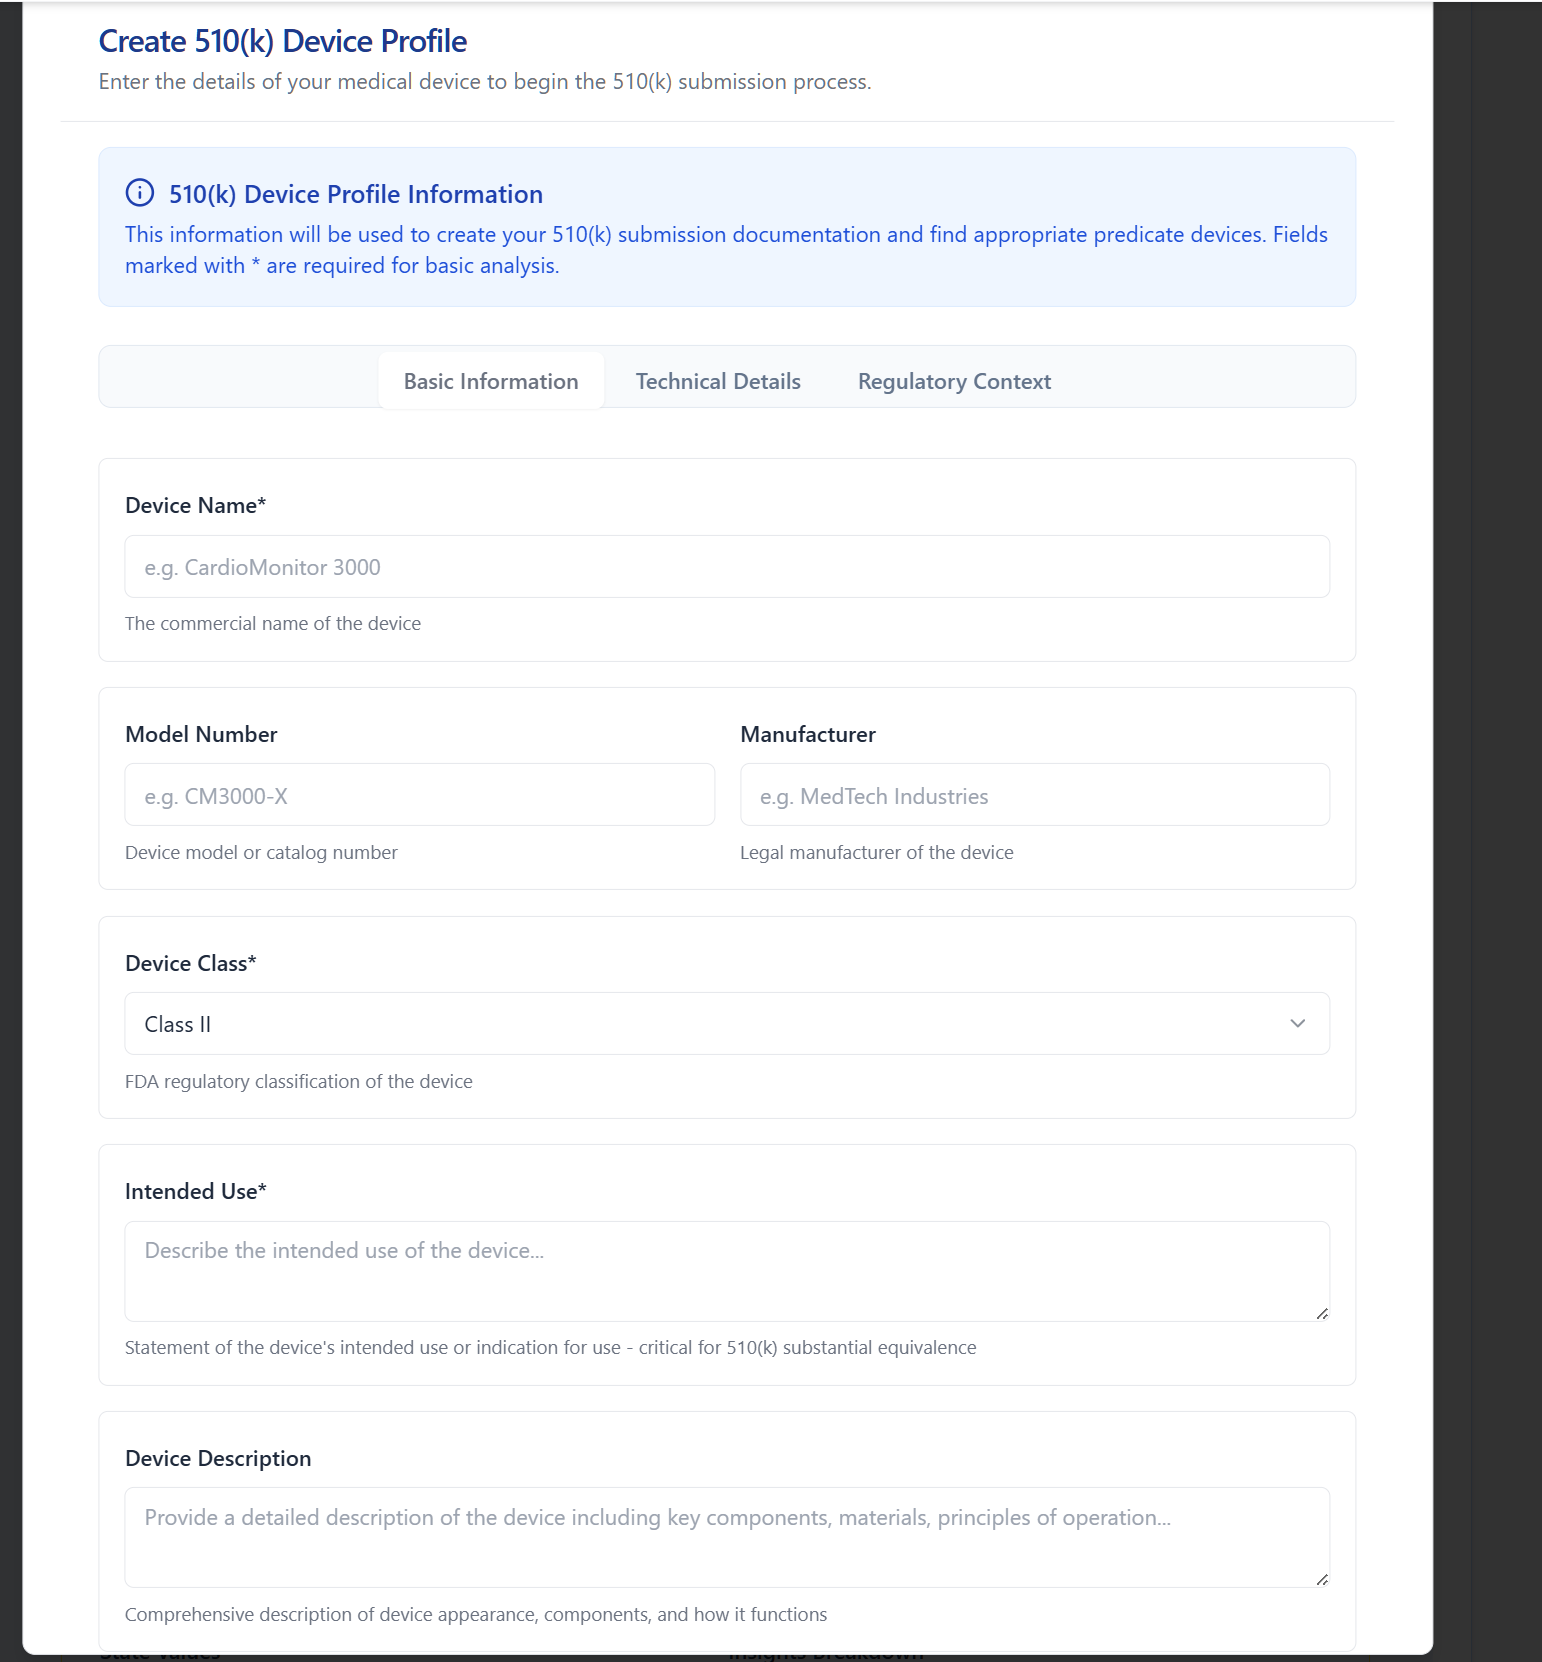 Create 510(k) Device Profile
Enter the details of your medical device to begin the 510(k) submission process.
510(k) Device Profile Information
This information will be used to create your 510(k) submission documentation and find appropriate predicate devices. Fields
marked with * are required for basic analysis.
Basic Information
Technical Details
Regulatory Context
Device Name*
e.g. CardioMonitor 3000
The commercial name of the device
Model Number
Manufacturer
e.g. CM3000-X
e.g. MedTech Industries
Device model or catalog number
Legal manufacturer of the device
Device Class*
Class II
FDA regulatory classification of the device
Intended Use*
Describe the intended use of the device...
Statement of the device's intended use or indication for use - critical for 510(k) substantial equivalence
Device Description
Provide a detailed description of the device including key components, materials, principles of operation...
Comprehensive description of device appearance, components, and how it functions
State Values
Insights Breakdown